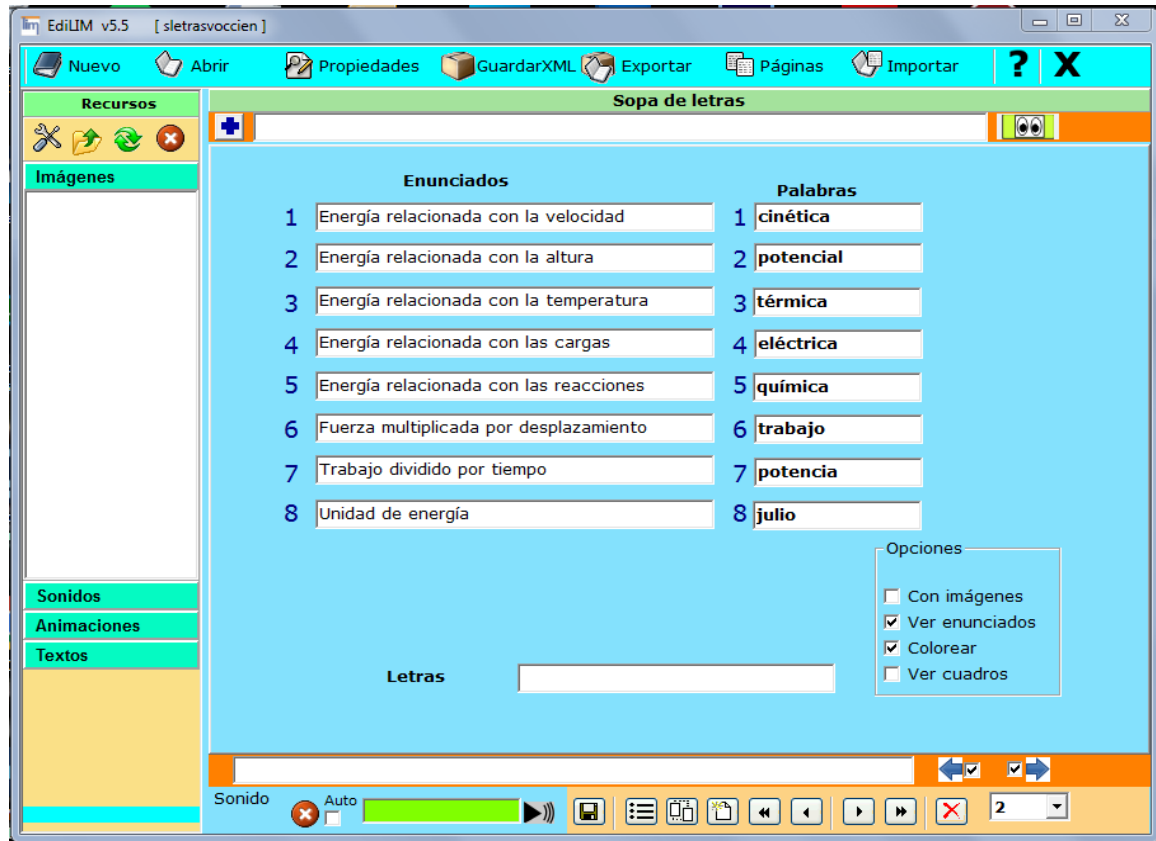 EdiLIM v5.5 [ sletrasvoccien ]
Nuevo Abrir Propiedades GuardarXML Exportar Páginas Importar ? X
Recursos
Sopa de letras
Imágenes
Enunciados Palabras
1 Energía relacionada con la velocidad 1 cinética
2 Energía relacionada con la altura 2 potencial
3 Energía relacionada con la temperatura 3 térmica
4 Energía relacionada con las cargas 4 eléctrica
5 Energía relacionada con las reacciones 5 química
6 Fuerza multiplicada por desplazamiento 6 trabajo
7 Trabajo dividido por tiempo 7 potencia
8 Unidad de energía 8 julio
Opciones
Con imágenes
Ver enunciados
Colorear
Ver cuadros
Sonidos
Animaciones
Textos
Letras
Sonido Auto 2